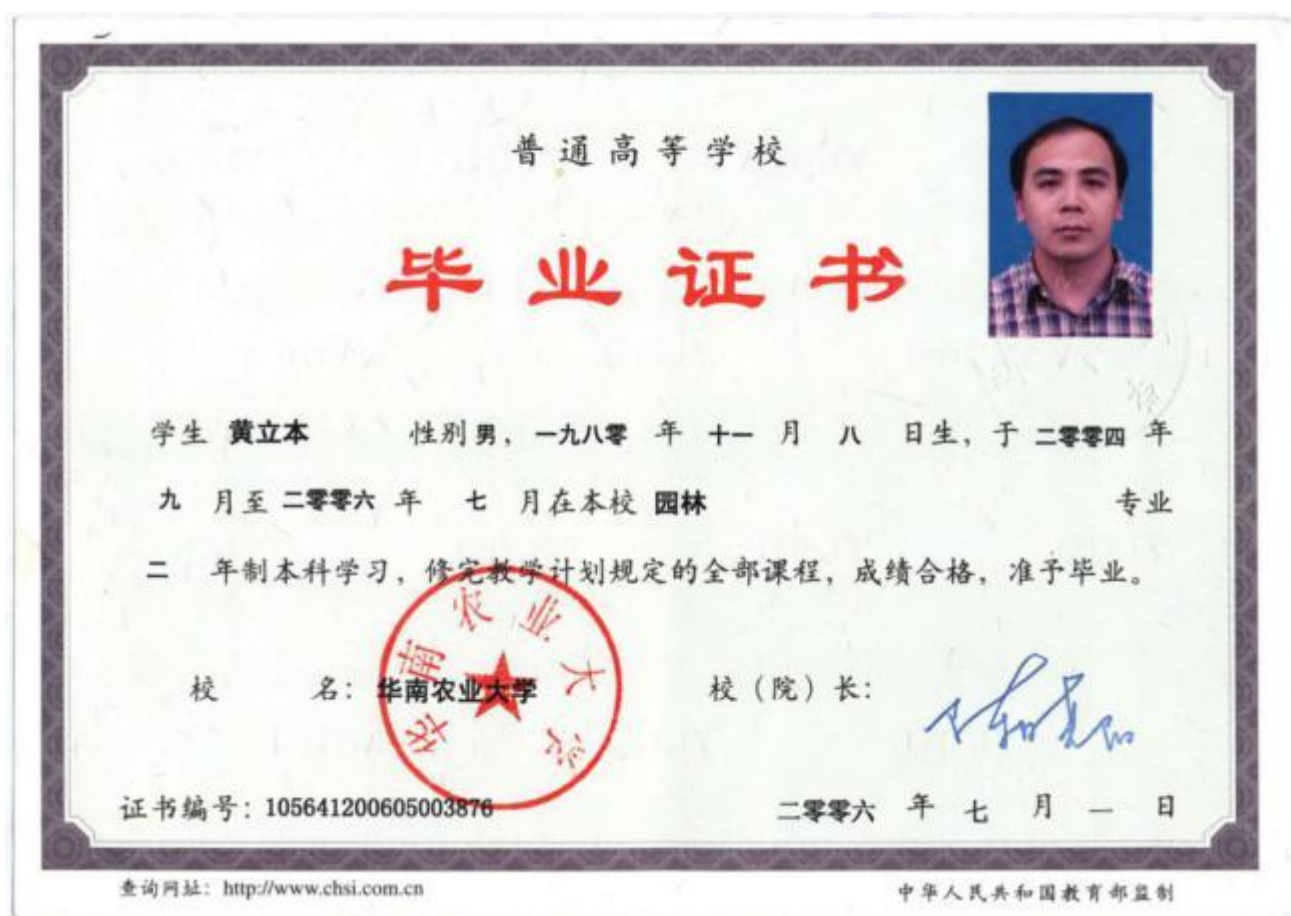 普通高等学校
毕业证书
学生 黄立本 性别 男，一九八零 年 十一 月 八 日生，于 二零零四 年
九 月至 二零零六 年 七 月在本校 园林 专业
二 年制本科学习，修完教学计划规定的全部课程，成绩合格，准予毕业。
华南农业大学
校 名：华南农业大学 校（院）长：
证书编号：105641200605003876 二零零六 年 七 月 一 日
查询网址：http://www.chsi.com.cn 中华人民共和国教育部监制